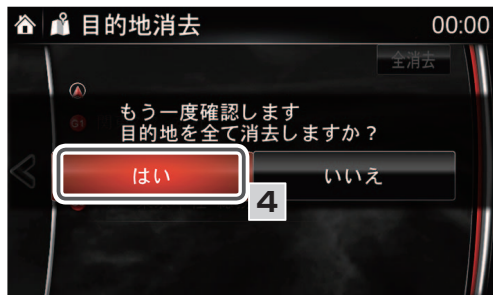 目的地消去 00:00
全消去
もう一度確認します
G1
目的地を全て消去しますか？
はい いいえ
4